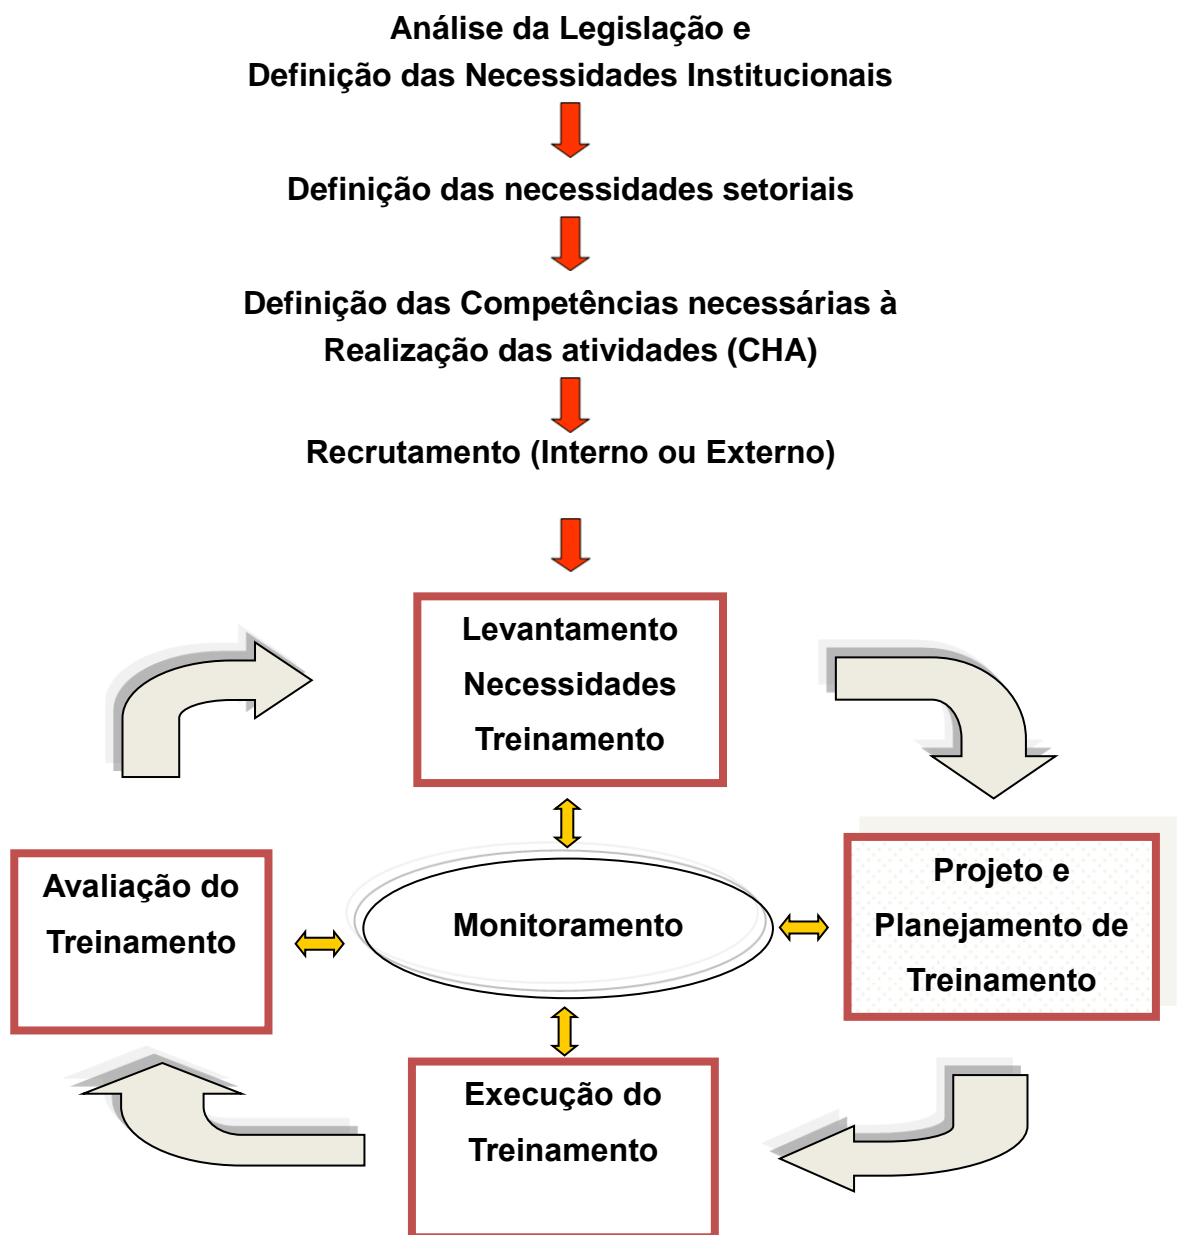 Análise da Legislação e
Definição das Necessidades Institucionais
Definição das necessidades setoriais
Definição das Competências necessárias à
Realização das atividades (CHA)
Recrutamento (Interno ou Externo)
Levantamento
Necessidades
Treinamento
Avaliação do
Treinamento
Monitoramento
Projeto e
Planejamento de
Treinamento
Execução do
Treinamento